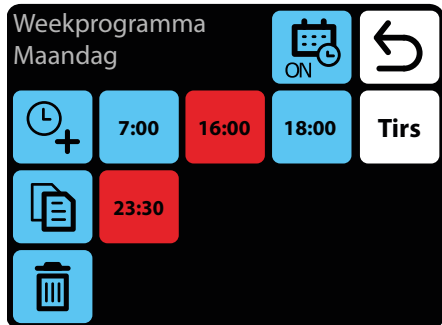 Weekprogramma
Maandag
ON
7:00 16:00 18:00 Tirs
23:30